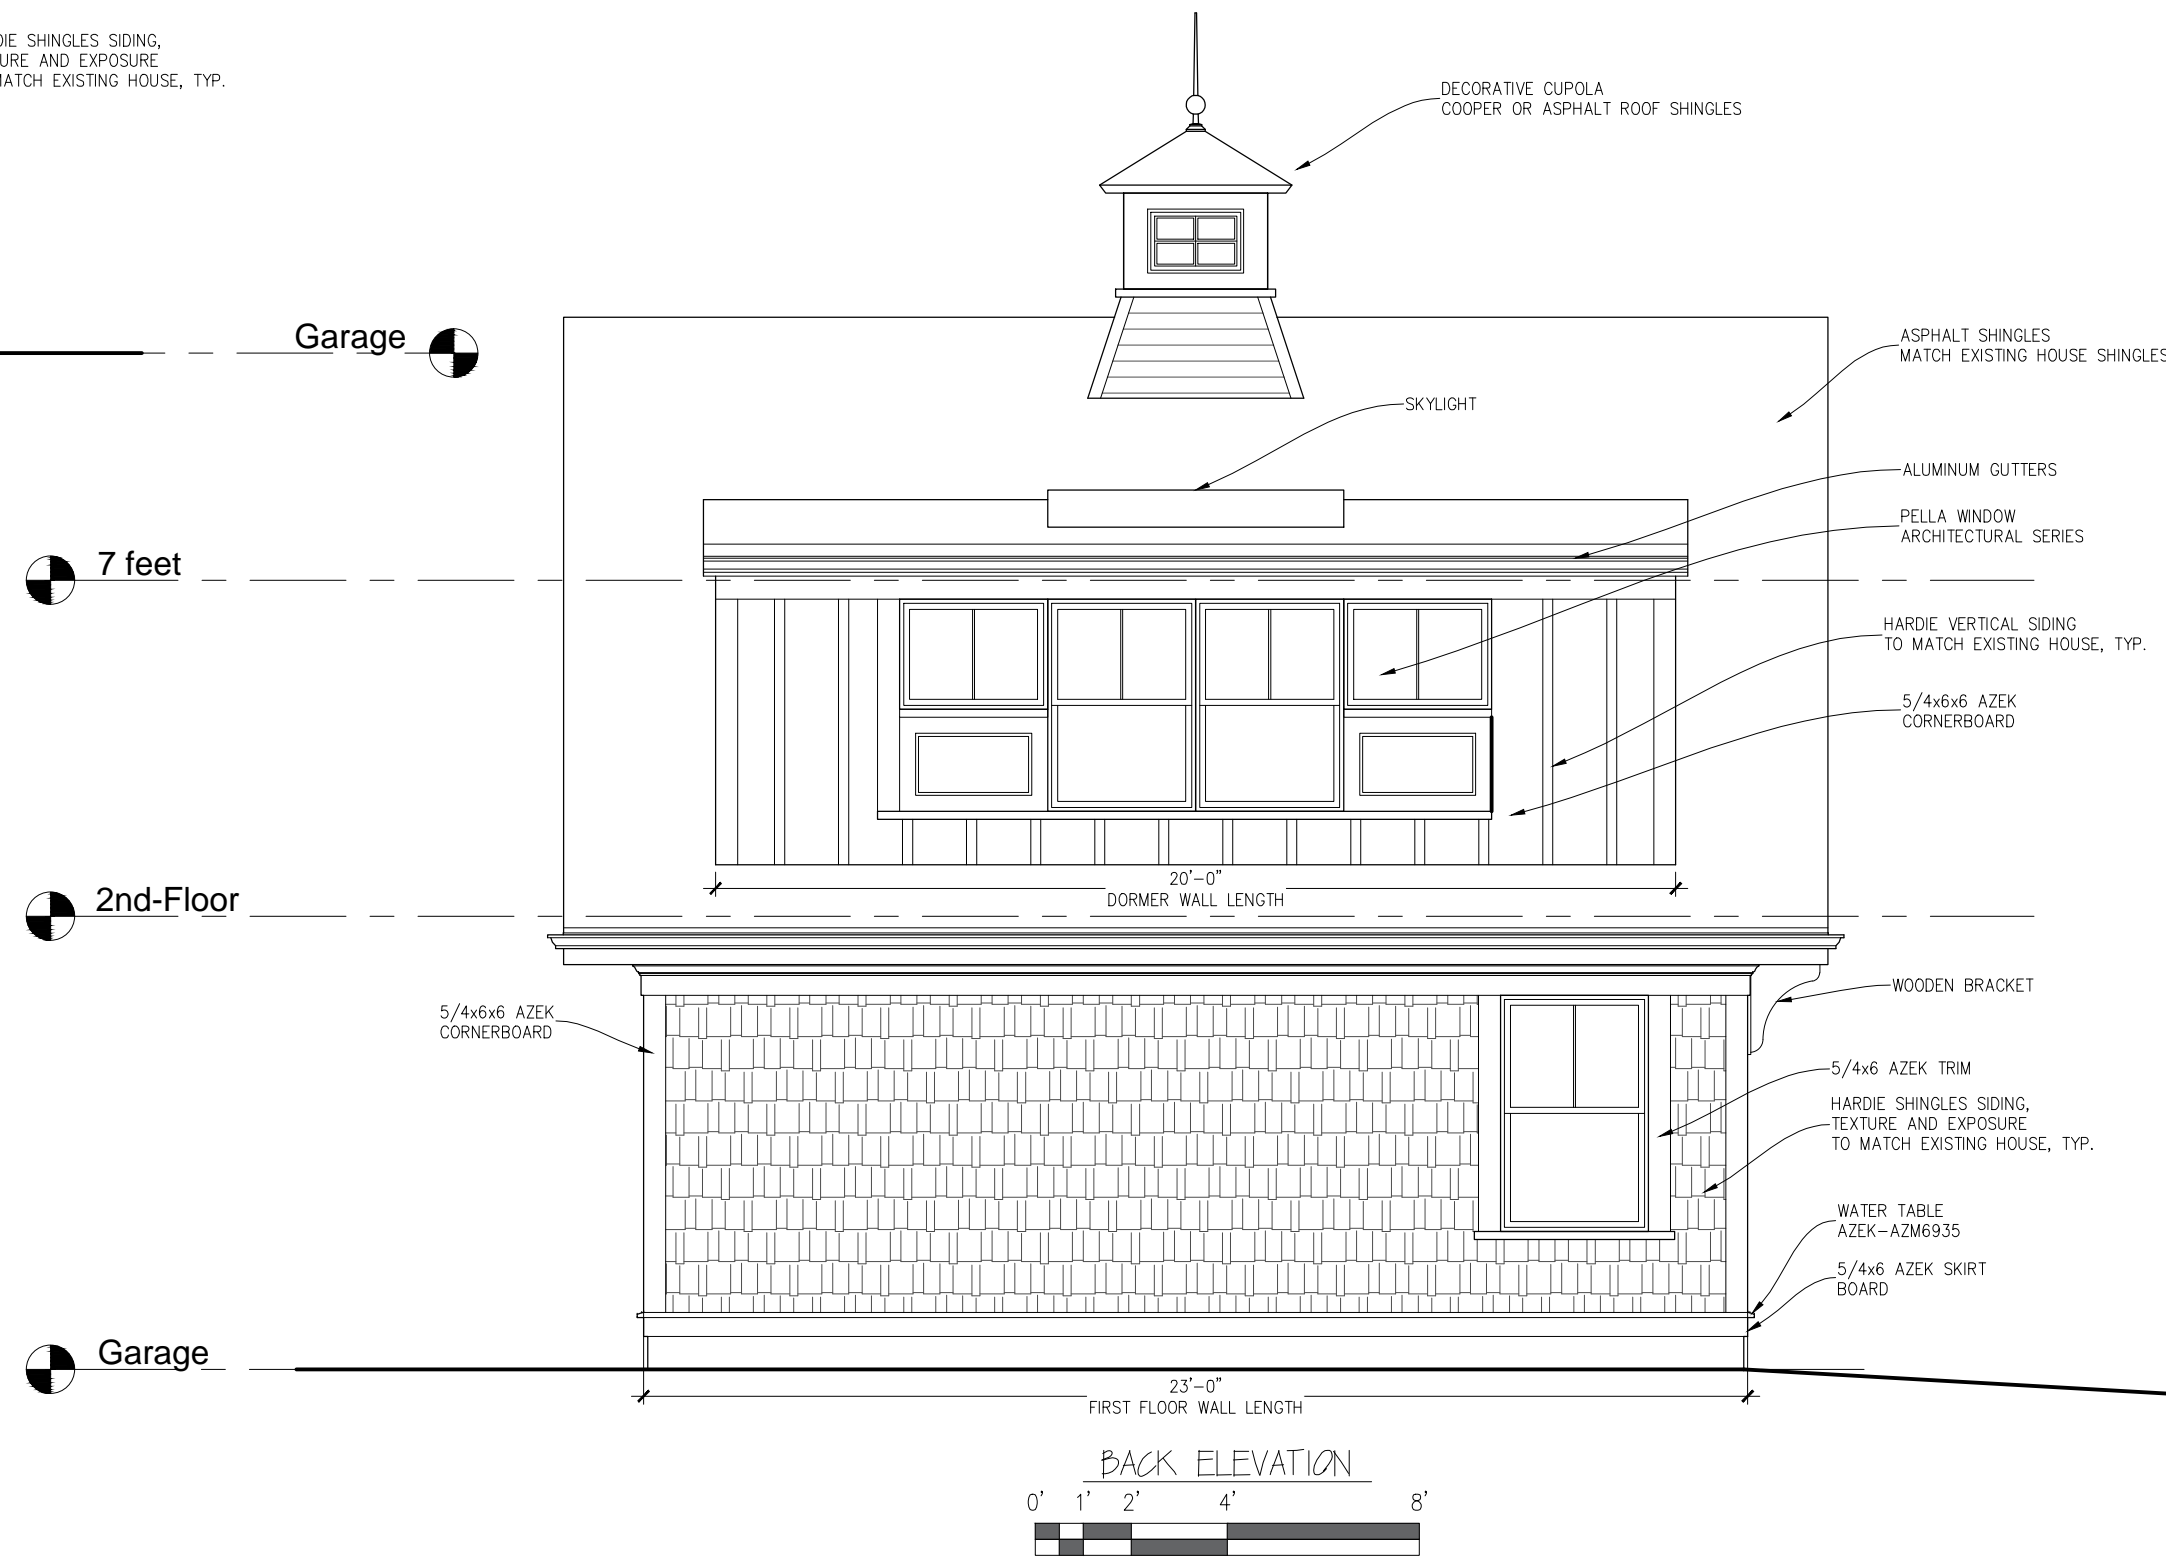 DIE SHINGLES SIDING,
URE AND EXPOSURE
MATCH EXISTING HOUSE, TYP.
DECORATIVE CUPOLA
COOPER OR ASPHALT ROOF SHINGLES
Garage
ASPHALT SHINGLES
MATCH EXISTING HOUSE SHINGLES
SKYLIGHT
ALUMINUM GUTTERS
PELLA WINDOW
ARCHITECTURAL SERIES
7 feet
HARDIE VERTICAL SIDING
TO MATCH EXISTING HOUSE, TYP.
5/4x6x6 AZEK
CORNERBOARD
20'-0"
DORMER WALL LENGTH
2nd-Floor
WOODEN BRACKET
5/4x6x6 AZEK
CORNERBOARD
5/4x6 AZEK TRIM
HARDIE SHINGLES SIDING,
TEXTURE AND EXPOSURE
TO MATCH EXISTING HOUSE, TYP.
WATER TABLE
AZEK-AZM6935
5/4x6 AZEK SKIRT
BOARD
Garage
23'-0"
FIRST FLOOR WALL LENGTH
BACK ELEVATION
0' 1' 2' 4' 8'